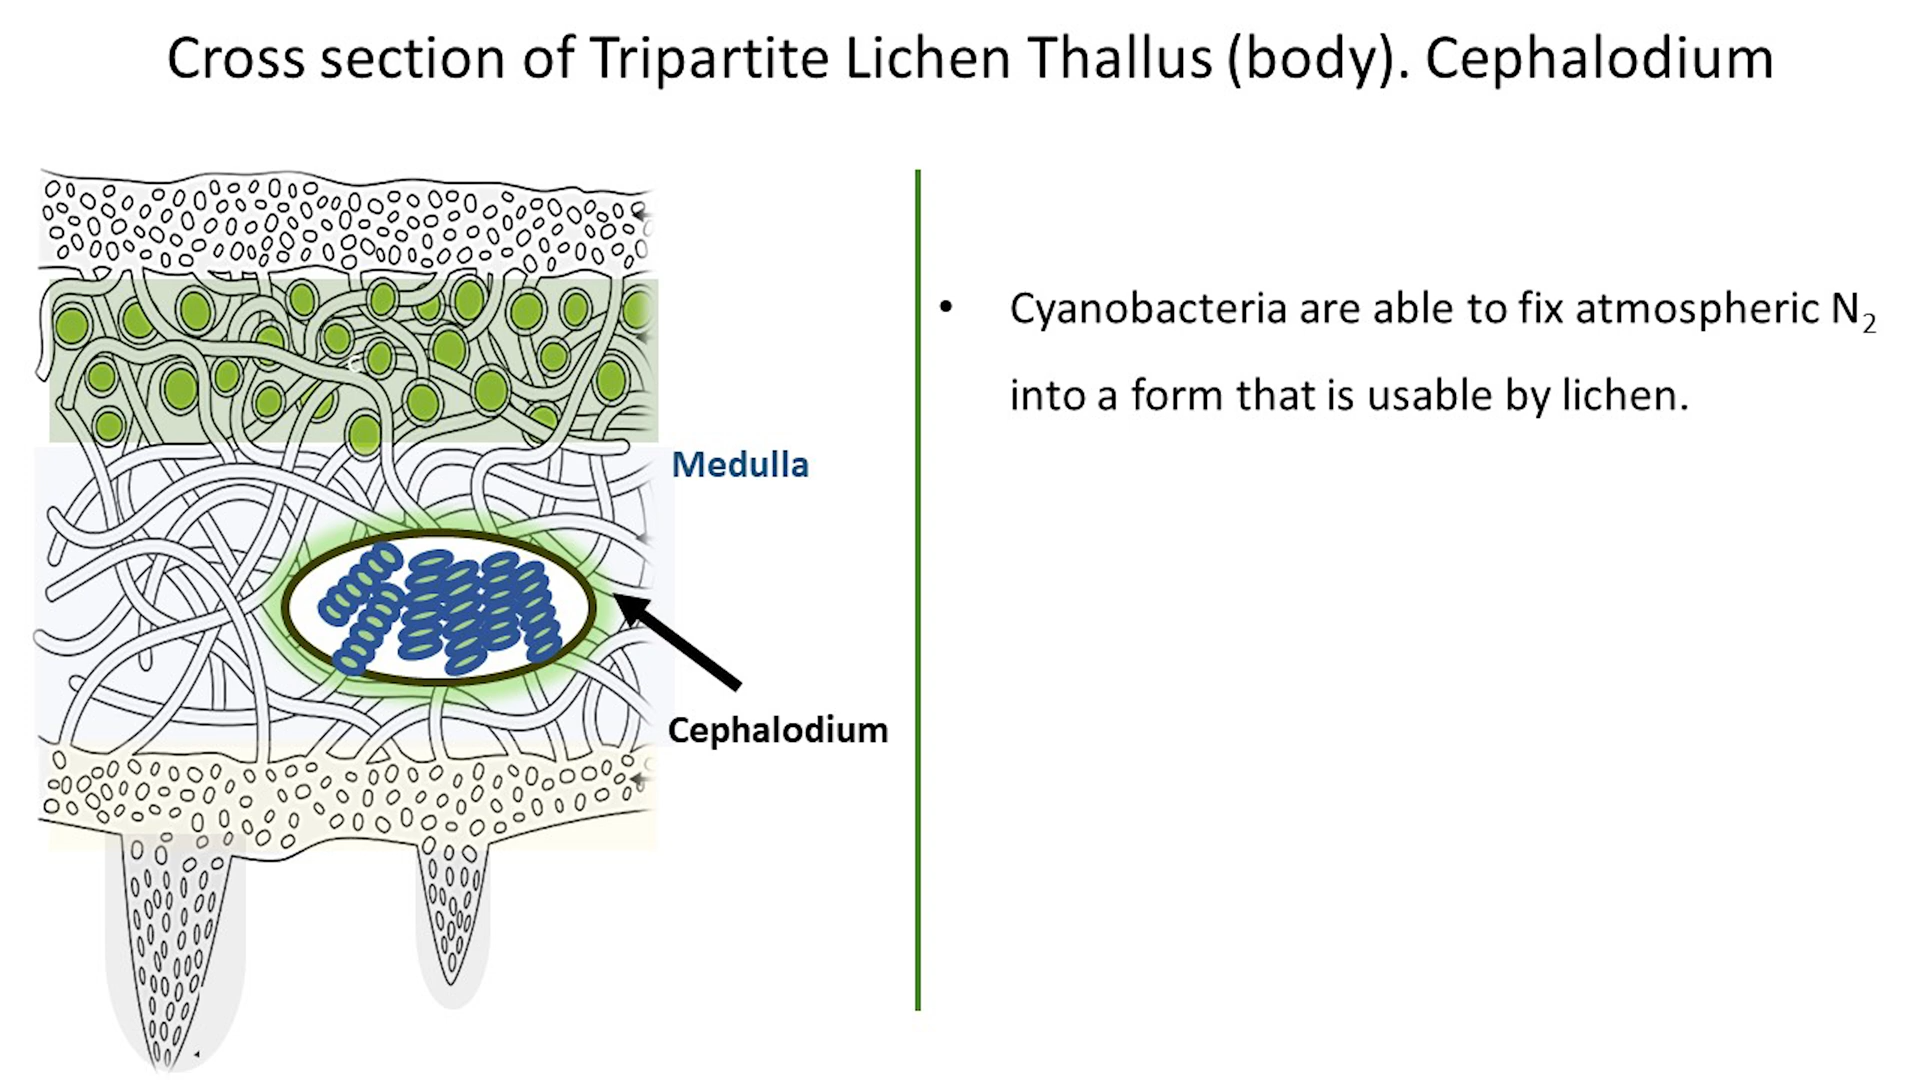 Cross section of Tripartite Lichen Thallus (body). Cephalodium
Medulla
Cephalodium
• Cyanobacteria are able to fix atmospheric N₂
into a form that is usable by lichen.